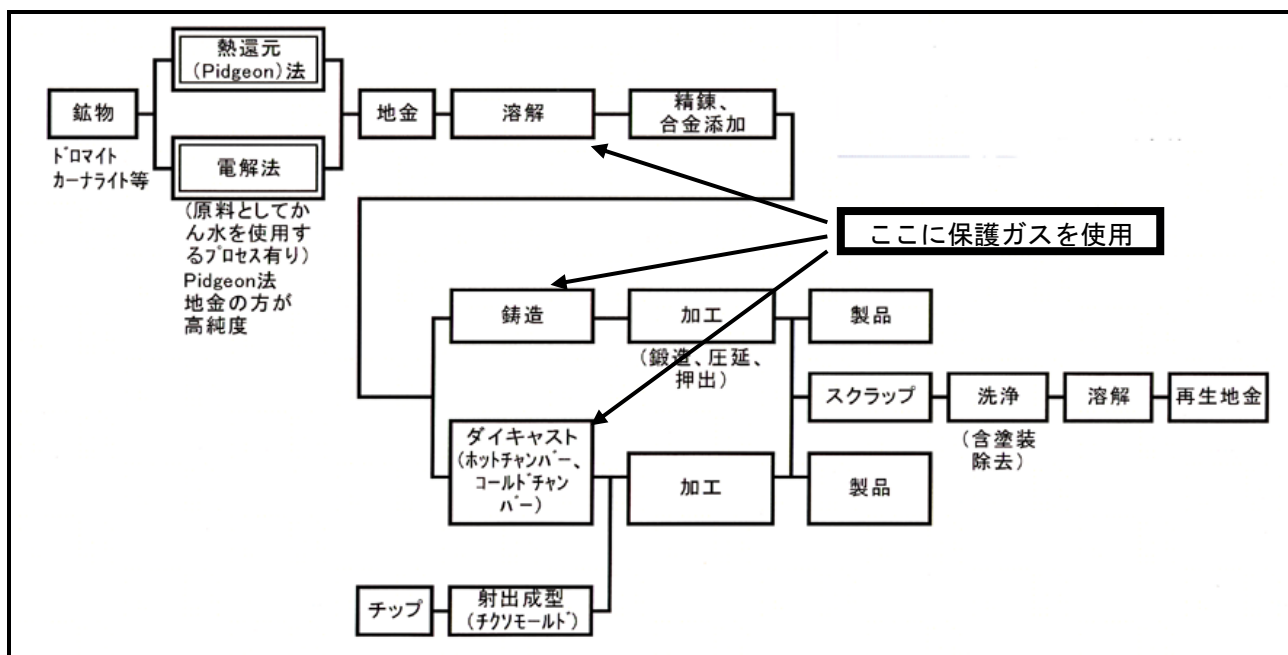 熱還元
(Pidgeon)法
鉱物
地金
溶解
精錬、
合金添加
ﾄﾞﾛﾏｲﾄ
カーナライト等
電解法
(原料としてか
ん水を使用す
るﾌﾟﾛｾｽ有り)
Pidgeon法
地金の方が
高純度
ここに保護ガスを使用
鋳造
加工
製品
(鍛造、圧延、
押出)
スクラップ
洗浄
溶解
再生地金
(含塗装
除去)
ダイキャスト
(ﾎｯﾄﾁｬﾝﾊﾞｰ、
ｺｰﾙﾄﾞﾁｬﾝ
ﾊﾞｰ)
加工
製品
チップ
射出成型
(ﾁｸｿﾓｰﾙﾄﾞ)